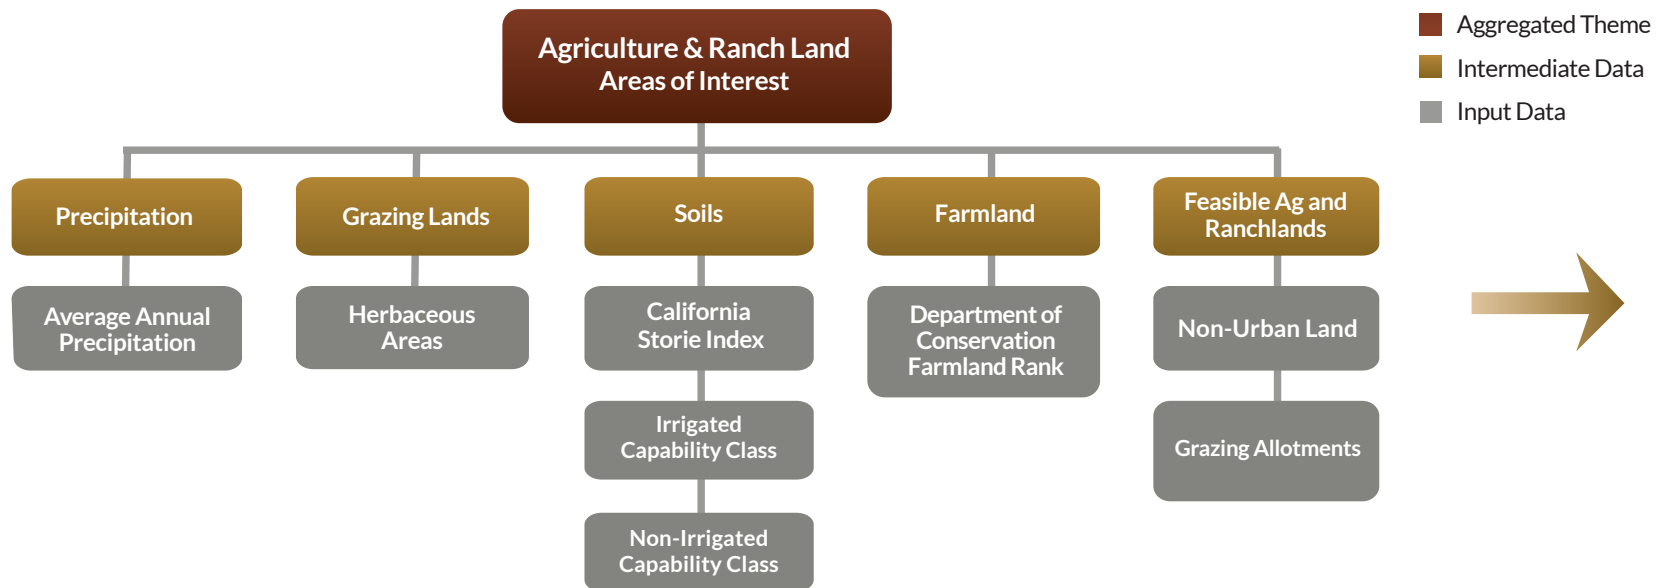 Agriculture & Ranch Land
Areas of Interest
Aggregated Theme
Intermediate Data
Input Data
Precipitation
Grazing Lands
Soils
Farmland
Feasible Ag and
Ranchlands
Average Annual
Precipitation
Herbaceous
Areas
California
Storie Index
Department of
Conservation
Farmland Rank
Non-Urban Land
Irrigated
Capability Class
Grazing Allotments
Non-Irrigated
Capability Class